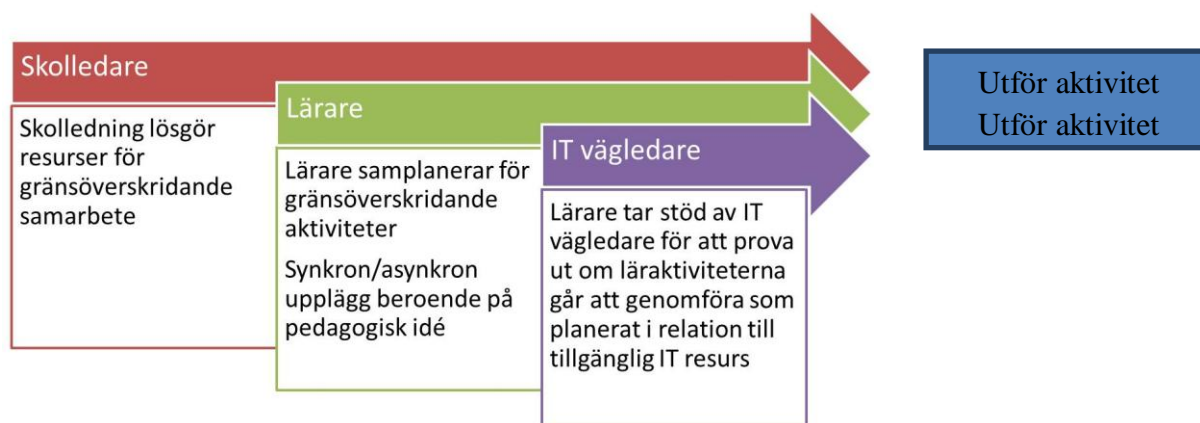 Skolledare
Skolledning lösgör
resurser för
gränsöverskridande
samarbete
Lärare
Lärare samplanerar för
gränsöverskridande
aktiviteter
Synkron/asynkron
upplägg beroende på
pedagogisk idé
IT vägledare
Lärare tar stöd av IT
vägledare för att prova
ut om läraktiviteterna
går att genomföra som
planerat i relation till
tillgänglig IT resurs
Utför aktivitet
Utför aktivitet